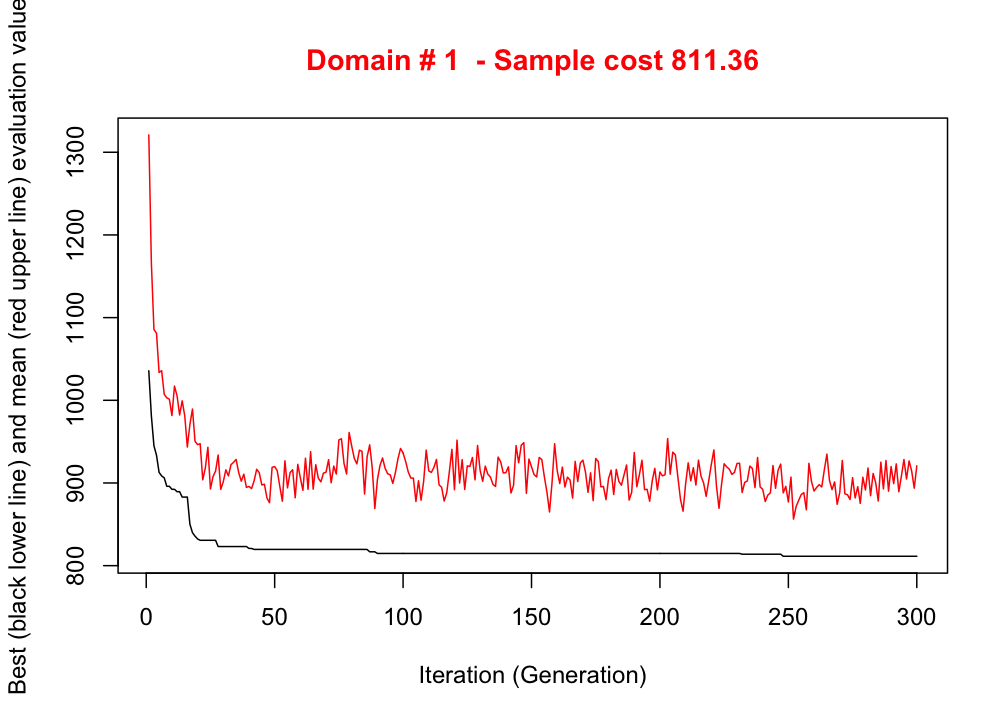 Domain # 1 - Sample cost 811.36
Best (black lower line) and mean (red upper line) evaluation value
1300
1200
1100
1000
900
800
0 50 100 150 200 250 300
Iteration (Generation)